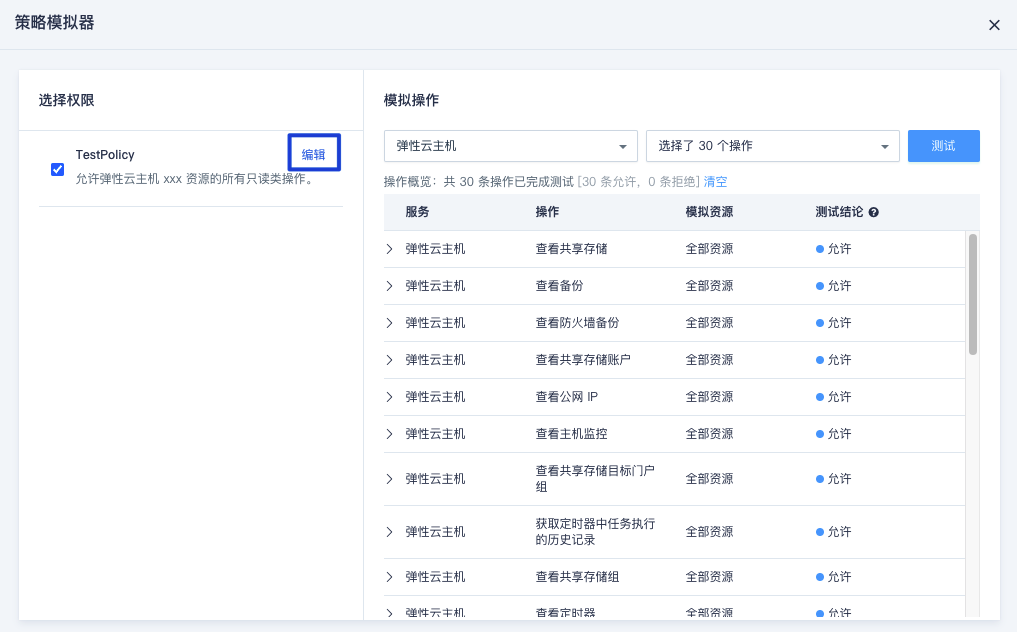 策略模拟器
选择权限
TestPolicy
编辑
允许弹性云主机 xxx 资源的所有只读类操作。
模拟操作
弹性云主机
选择了 30 个操作
测试
操作概览：共 30 条操作已完成测试 [30 条允许，0 条拒绝] 清空
服务 操作 模拟资源 测试结论
弹性云主机 查看共享存储 全部资源 允许
弹性云主机 查看备份 全部资源 允许
弹性云主机 查看防火墙备份 全部资源 允许
弹性云主机 查看共享存储账户 全部资源 允许
弹性云主机 查看公网 IP 全部资源 允许
弹性云主机 查看主机监控 全部资源 允许
弹性云主机 查看共享存储目标门户 全部资源 允许
组
弹性云主机 获取定时器中任务执行 全部资源 允许
的历史记录
弹性云主机 查看共享存储组 全部资源 允许
弹性云主机 查看定时器 全部资源 允许